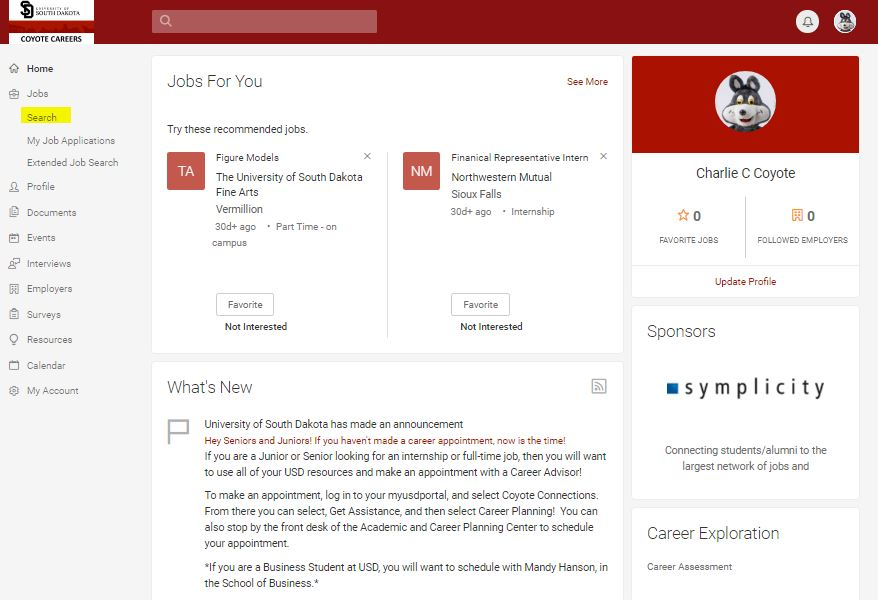 UNIVERSITY OF
SOUTH DAKOTA
COYOTE CAREERS
Home
Jobs
Search
My Job Applications
Extended Job Search
Profile
Documents
Events
Interviews
Employers
Surveys
Resources
Calendar
My Account
Jobs For You
See More
Try these recommended jobs.
TA
Figure Models
The University of South Dakota
Fine Arts
Vermillion
30d+ ago • Part Time - on
campus
Favorite
Not Interested
NM
Finanical Representative Intern
Northwestern Mutual
Sioux Falls
30d+ ago • Internship
Favorite
Not Interested
What's New
University of South Dakota has made an announcement
Hey Seniors and Juniors! If you haven't made a career appointment, now is the time!
If you are a Junior or Senior looking for an internship or full-time job, then you will want
to use all of your USD resources and make an appointment with a Career Advisor!
To make an appointment, log in to your myusdportal, and select Coyote Connections.
From there you can select, Get Assistance, and then select Career Planning! You can
also stop by the front desk of the Academic and Career Planning Center to schedule
your appointment.
*If you are a Business Student at USD, you will want to schedule with Mandy Hanson, in
the School of Business.*
Charlie C Coyote
0
FAVORITE JOBS
0
FOLLOWED EMPLOYERS
Update Profile
Sponsors
symplicity
Connecting students/alumni to the
largest network of jobs and
Career Exploration
Career Assessment